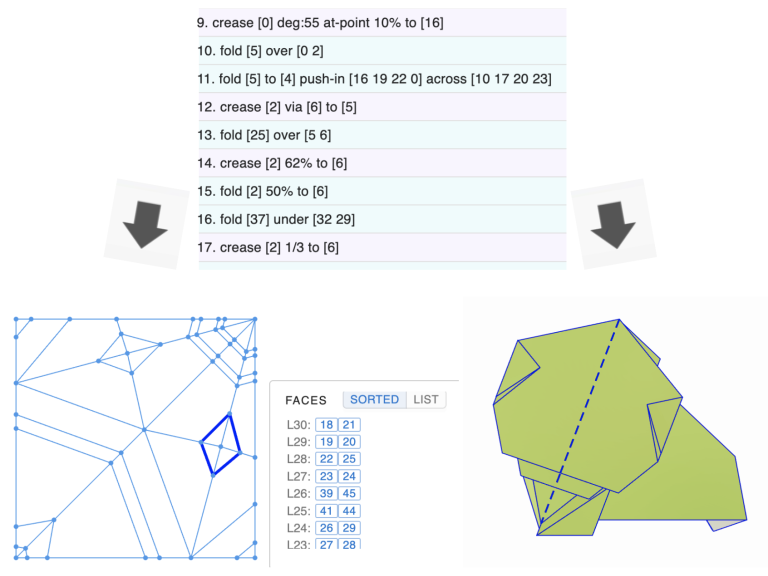 9. crease [0] deg:55 at-point 10% to [16]
10. fold [5] over [0 2]
11. fold [5] to [4] push-in [16 19 22 0] across [10 17 20 23]
12. crease [2] via [6] to [5]
13. fold [25] over [5 6]
14. crease [2] 62% to [6]
15. fold [2] 50% to [6]
16. fold [37] under [32 29]
17. crease [2] 1/3 to [6]
FACES SORTED LIST
L30: 18 21
L29: 19 20
L28: 22 25
L27: 23 24
L26: 39 45
L25: 41 44
L24: 26 29
L23: 27 28